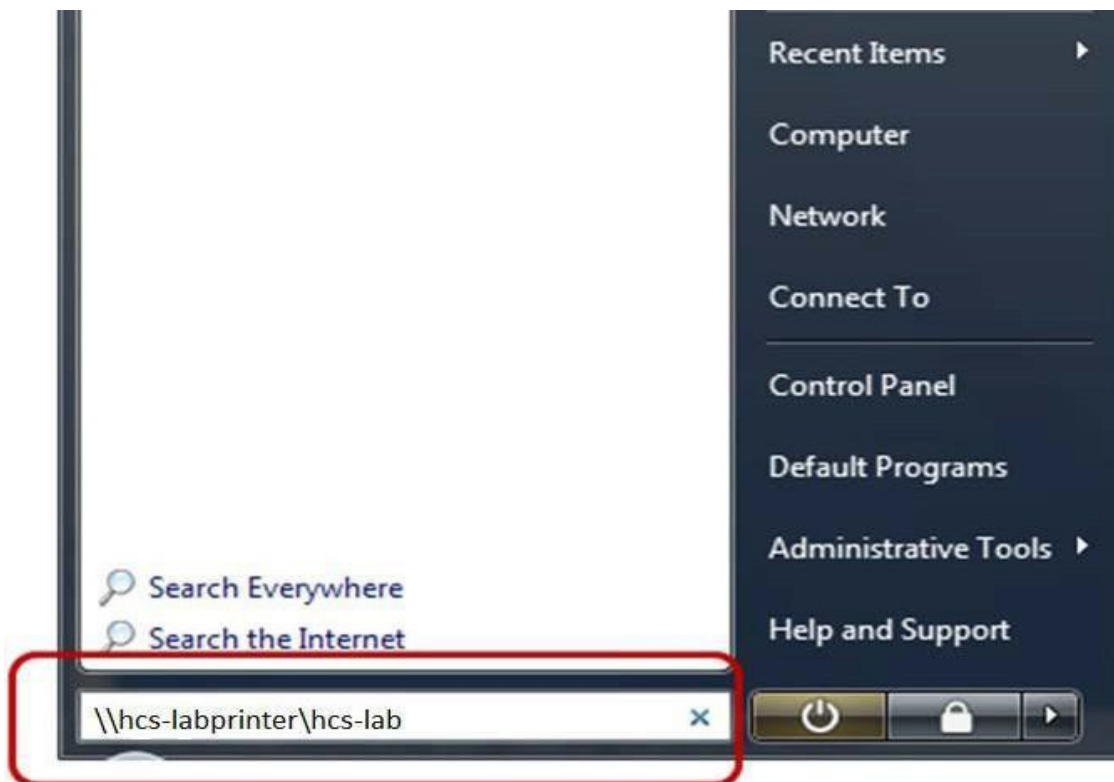 Recent Items
Computer
Network
Connect To
Control Panel
Default Programs
Administrative Tools
Help and Support
Search Everywhere
Search the Internet
\\hcs-labprinter\hcs-lab